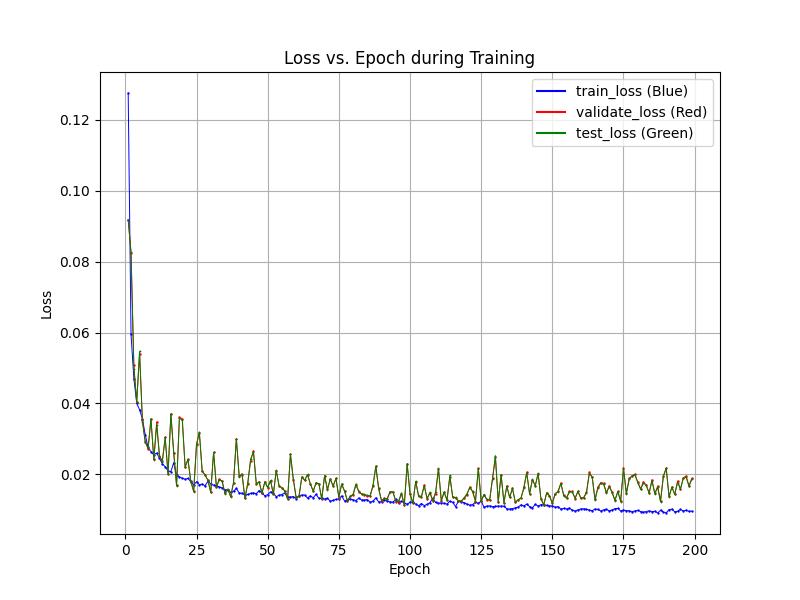 Loss vs. Epoch during Training
train_loss (Blue)
validate_loss (Red)
test_loss (Green)
0.12
0.10
0.08
0.06
0.04
0.02
Loss
0
25
50
75
100
125
150
175
200
Epoch